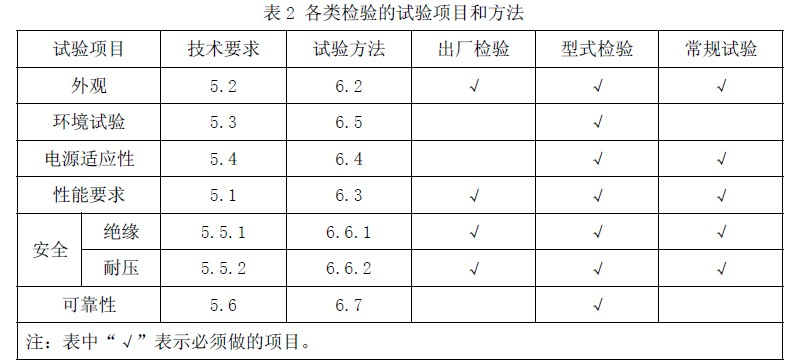 表2 各类检验的试验项目和方法
试验项目 技术要求 试验方法 出厂检验 型式检验 常规试验
外观 5.2 6.2 √ √ √
环境试验 5.3 6.5 √
电源适应性 5.4 6.4 √ √
性能要求 5.1 6.3 √ √ √
安全 绝缘 5.5.1 6.6.1 √ √ √
耐压 5.5.2 6.6.2 √ √ √
可靠性 5.6 6.7 √
注：表中“√”表示必须做的项目。